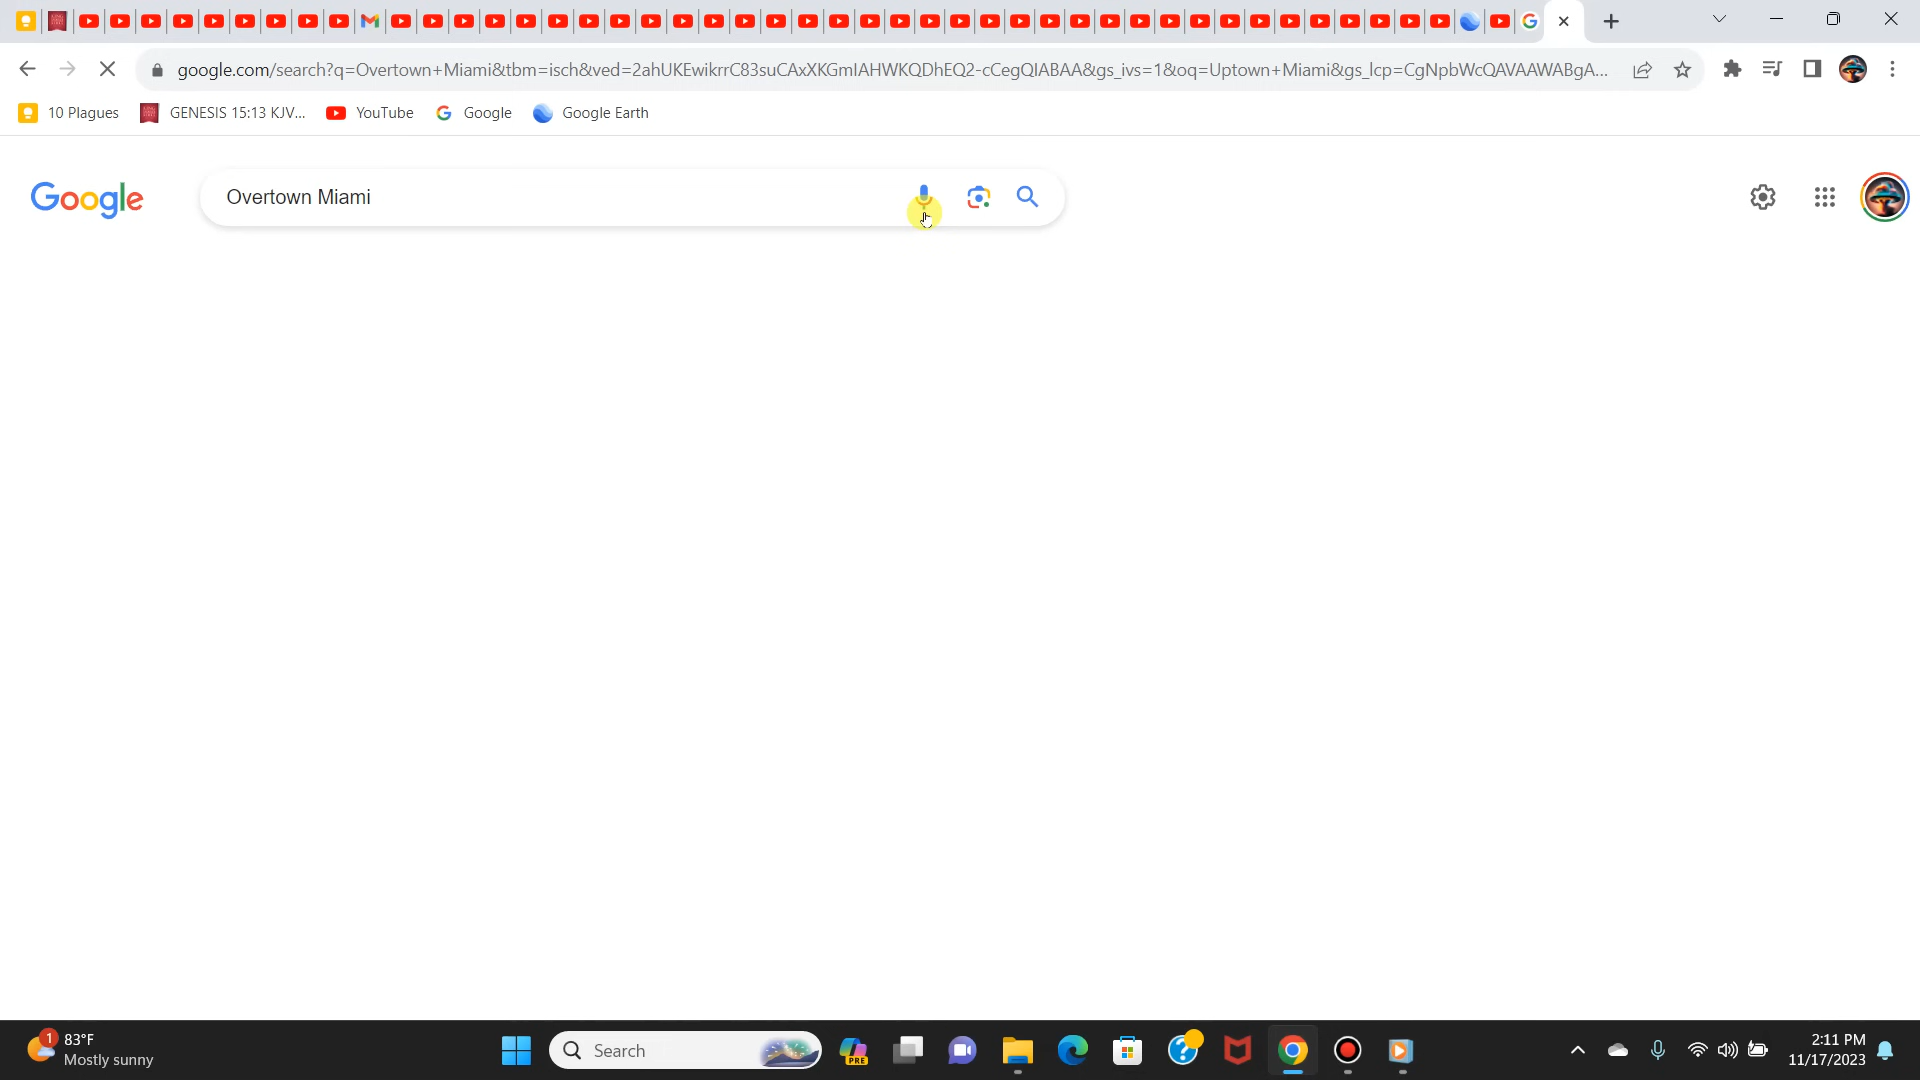 google.com/search?q=Overtown+Miami&tbm=isch&ved=2ahUKEwikrrC83suCAxXKGmIAHWKQDhEQ2-cCegQIABAA&gs_ivs=1&oq=Uptown+Miami&gs_lcp=CgNpbWcQAVAAWABgA...
10 Plagues
GENESIS 15:13 KJV...
YouTube
Google
Google Earth
Google
Overtown Miami
1
83°F
Mostly sunny
Search
PRE
2:11 PM
11/17/2023